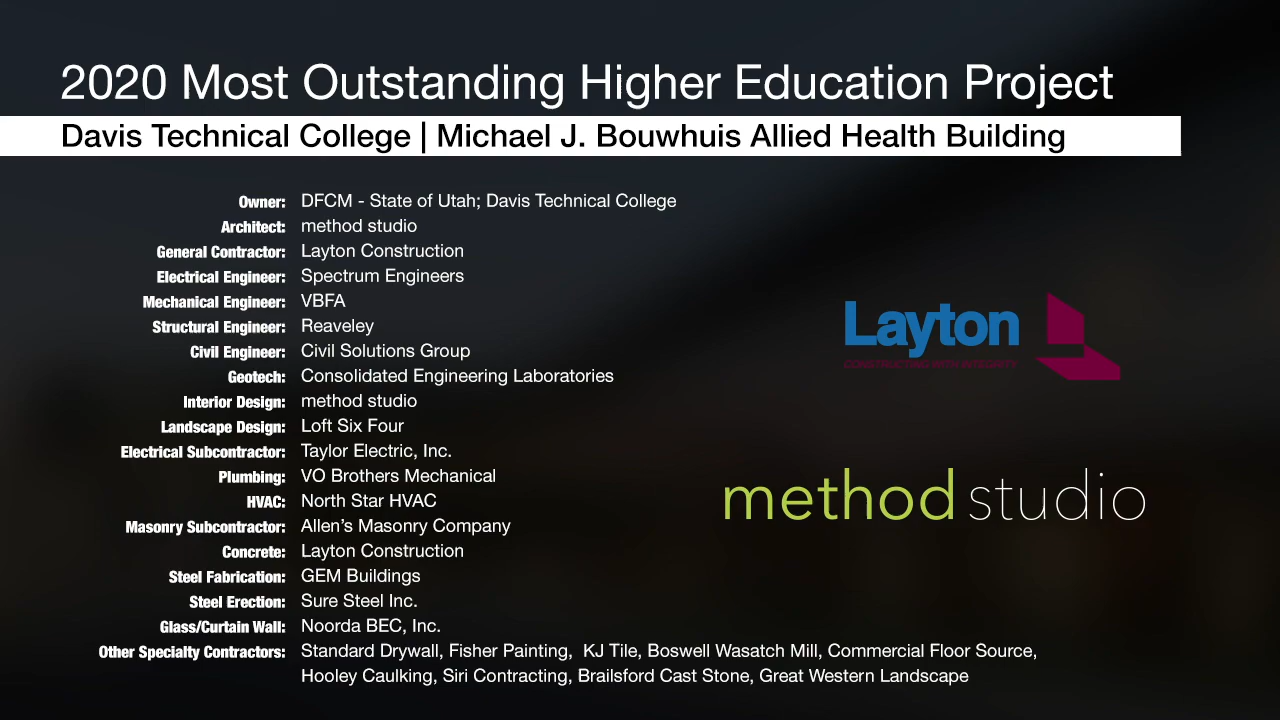 2020 Most Outstanding Higher Education Project
Davis Technical College | Michael J. Bouwhuis Allied Health Building
Owner: DFCM - State of Utah; Davis Technical College
Architect: method studio
General Contractor: Layton Construction
Electrical Engineer: Spectrum Engineers
Mechanical Engineer: VBFA
Structural Engineer: Reaveley
Civil Engineer: Civil Solutions Group
Geotech: Consolidated Engineering Laboratories
Interior Design: method studio
Landscape Design: Loft Six Four
Electrical Subcontractor: Taylor Electric, Inc.
Plumbing: VO Brothers Mechanical
HVAC: North Star HVAC
Masonry Subcontractor: Allen’s Masonry Company
Concrete: Layton Construction
Steel Fabrication: GEM Buildings
Steel Erection: Sure Steel Inc.
Glass/Curtain Wall: Noorda BEC, Inc.
Other Specialty Contractors: Standard Drywall, Fisher Painting, KJ Tile, Boswell Wasatch Mill, Commercial Floor Source,
Hooley Caulking, Siri Contracting, Brailsford Cast Stone, Great Western Landscape
Layton
CONSTRUCTING WITH INTEGRITY
method studio